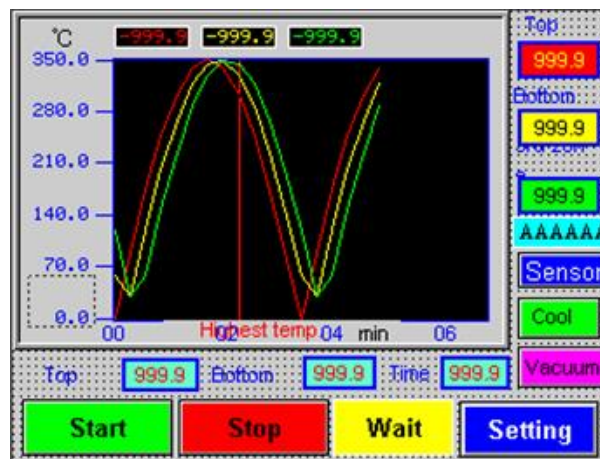 °C -999.9 -999.9 -999.9
Top
350.0
999.9
280.0
Bottom
999.9
210.0
999.9
140.0
AAAAAA
70.0
Sensor
0.0
Cool
00 02 04 min 06
Highest temp
Vacuum
Top 999.9 Bottom 999.9 Time 999.9
Start Stop Wait Setting